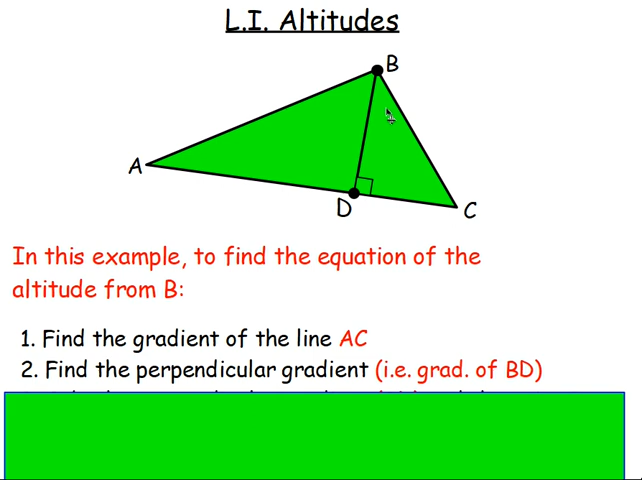 L.I. Altitudes
B
A
D
C
In this example, to find the equation of the
altitude from B:
1. Find the gradient of the line AC
2. Find the perpendicular gradient (i.e. grad. of BD)